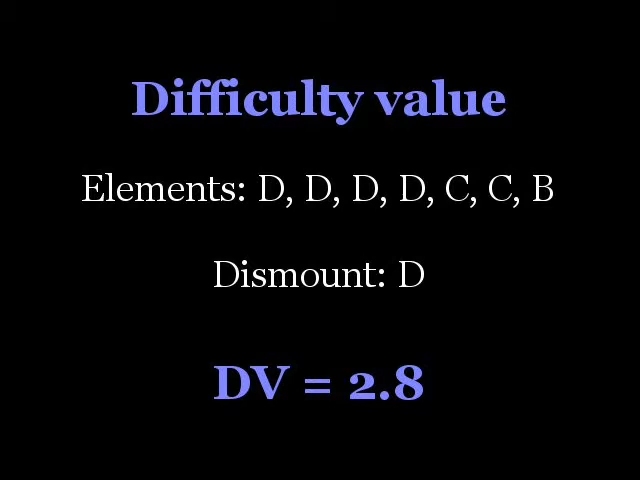 Difficulty value
Elements: D, D, D, D, C, C, B
Dismount: D
DV = 2.8